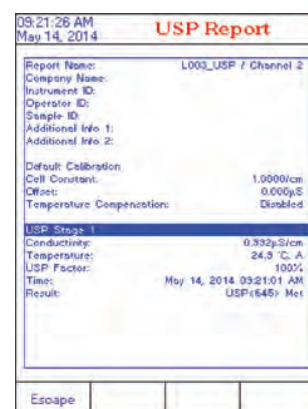 09:21:26 AM
May 14, 2014
USP Report
Report Name: L003_USP / Channel 2
Company Name:
Instrument ID:
Operator ID:
Sample ID:
Additional Info 1:
Additional Info 2:
Default Calibration
Cell Constant: 1.0000/cm
Offset: 0.000µS
Temperature Compensation: Disabled
USP Stage 1
Conductivity: 0.932µS/cm
Temperature: 24.9 °C, A
USP Factor: 100%
Time: May 14, 2014 09:21:01 AM
Result: USP<645> Met
Escape